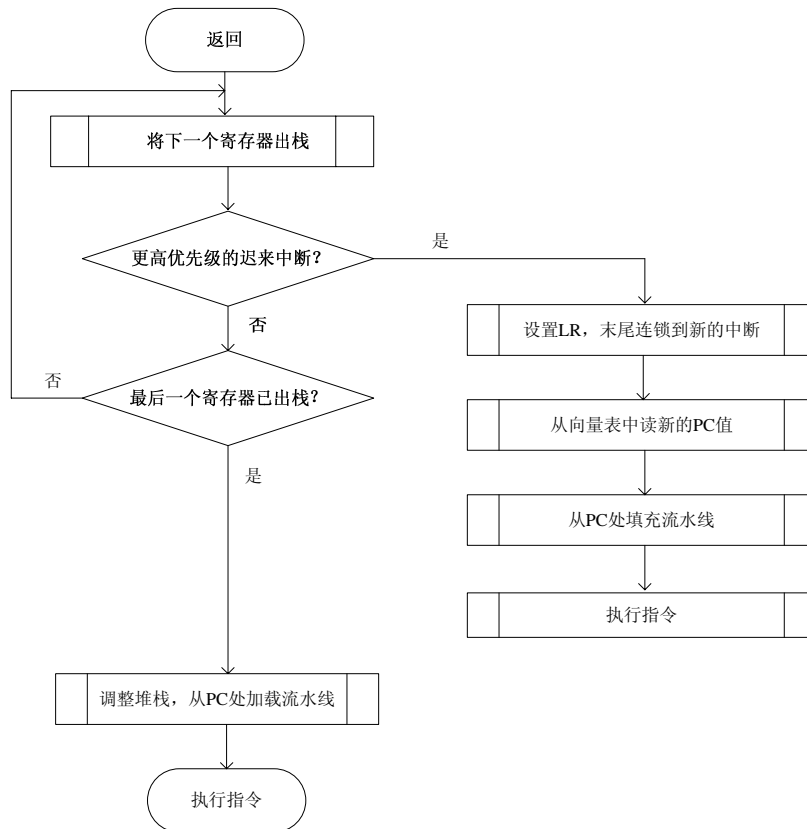 返回
将下一个寄存器出栈
更高优先级的迟来中断？
是
否
设置LR，末尾连锁到新的中断
最后一个寄存器已出栈？
否
从向量表中读新的PC值
是
从PC处填充流水线
执行指令
调整堆栈，从PC处加载流水线
执行指令